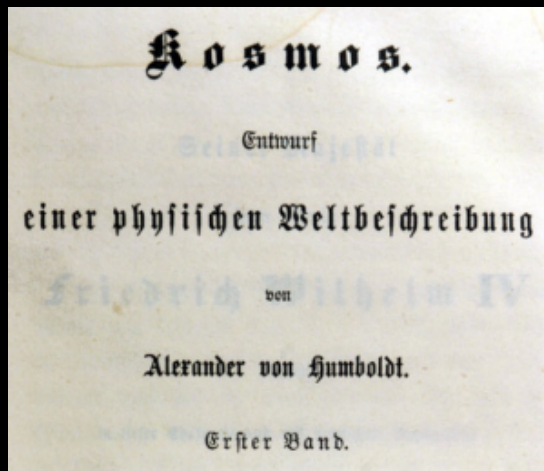 Kosmos.
Entwurf
einer physischen Weltbeschreibung
von
Alexander von Humboldt.
Erster Band.